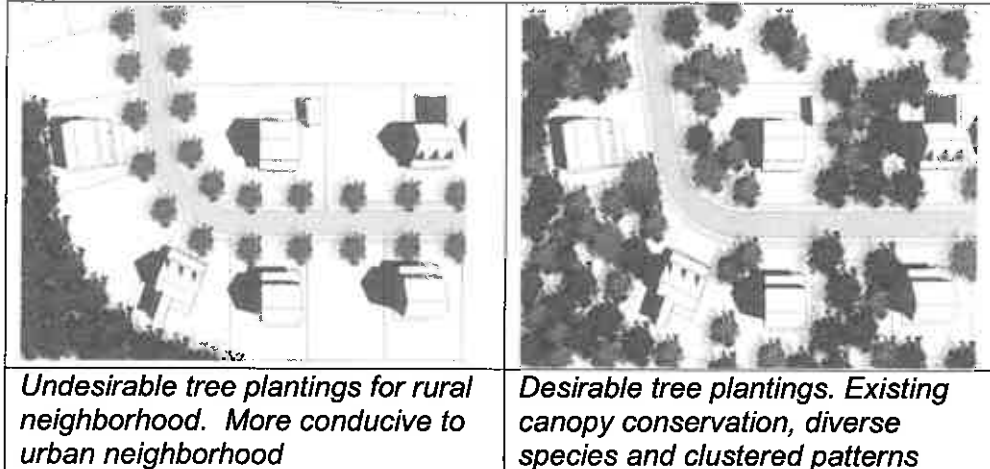 Undesirable tree plantings for rural
neighborhood. More conducive to
urban neighborhood
Desirable tree plantings. Existing
canopy conservation, diverse
species and clustered patterns